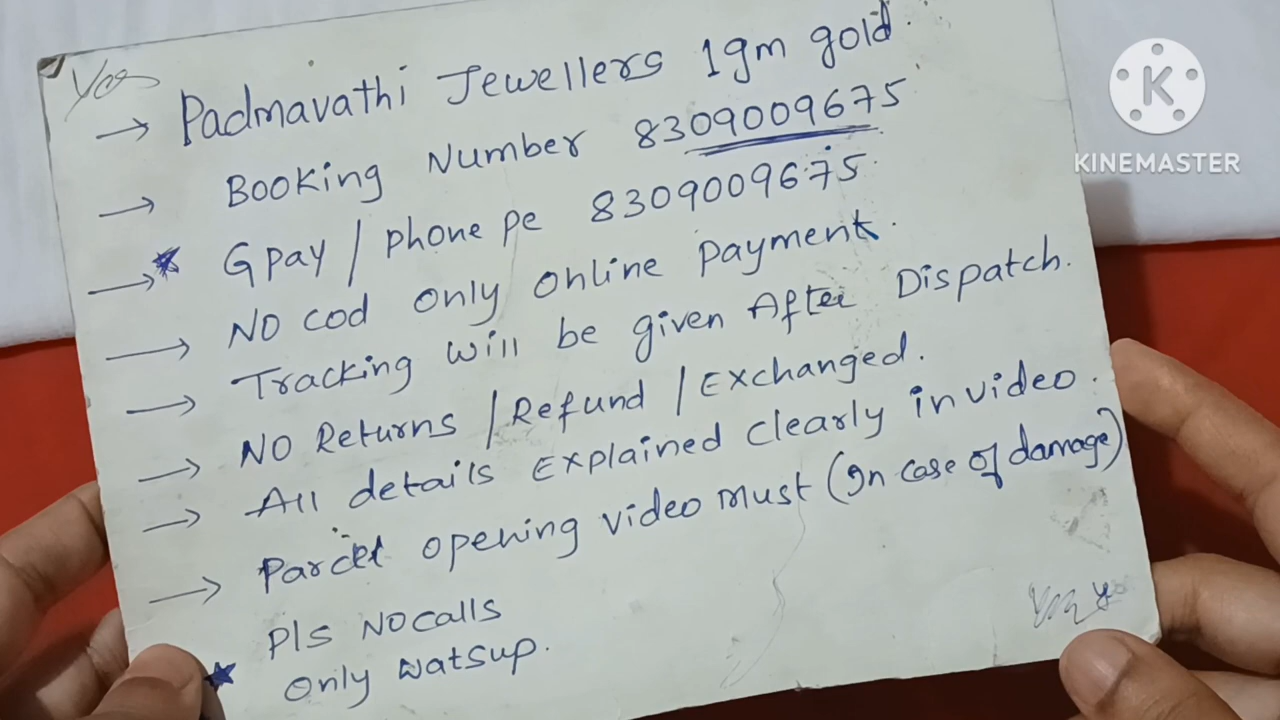 Yes
→ Padmavathi Jewellers 1gm gold.
→ Booking Number 8309009675
→ * Gpay / phone pe 8309009675.
→ NO cod only online payment.
→ Tracking will be given After Dispatch.
→ NO Returns / Refund / Exchanged.
→ All details Explained clearly in video.
→ Parcel opening video must (In case of damage)
Pls NO calls
★ only watsup.
K
KINEMASTER